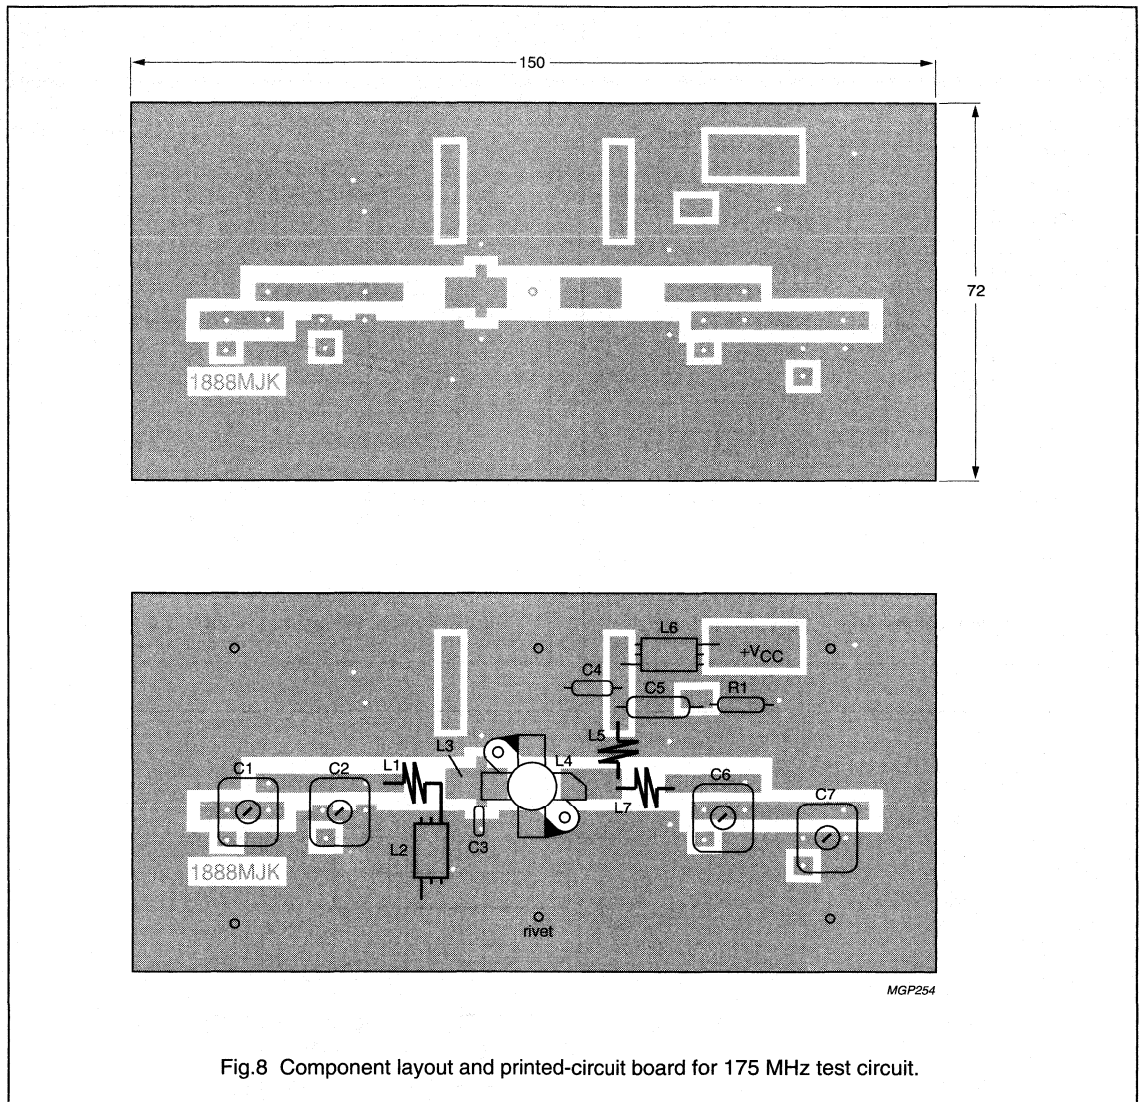 150
72
1888MJK
L6
+VCC
C4
C5
R1
L5
L3
L4
C1
C2
L1
C6
C7
L7
L2
C3
1888MJK
rivet
MGP254
Fig.8 Component layout and printed-circuit board for 175 MHz test circuit.